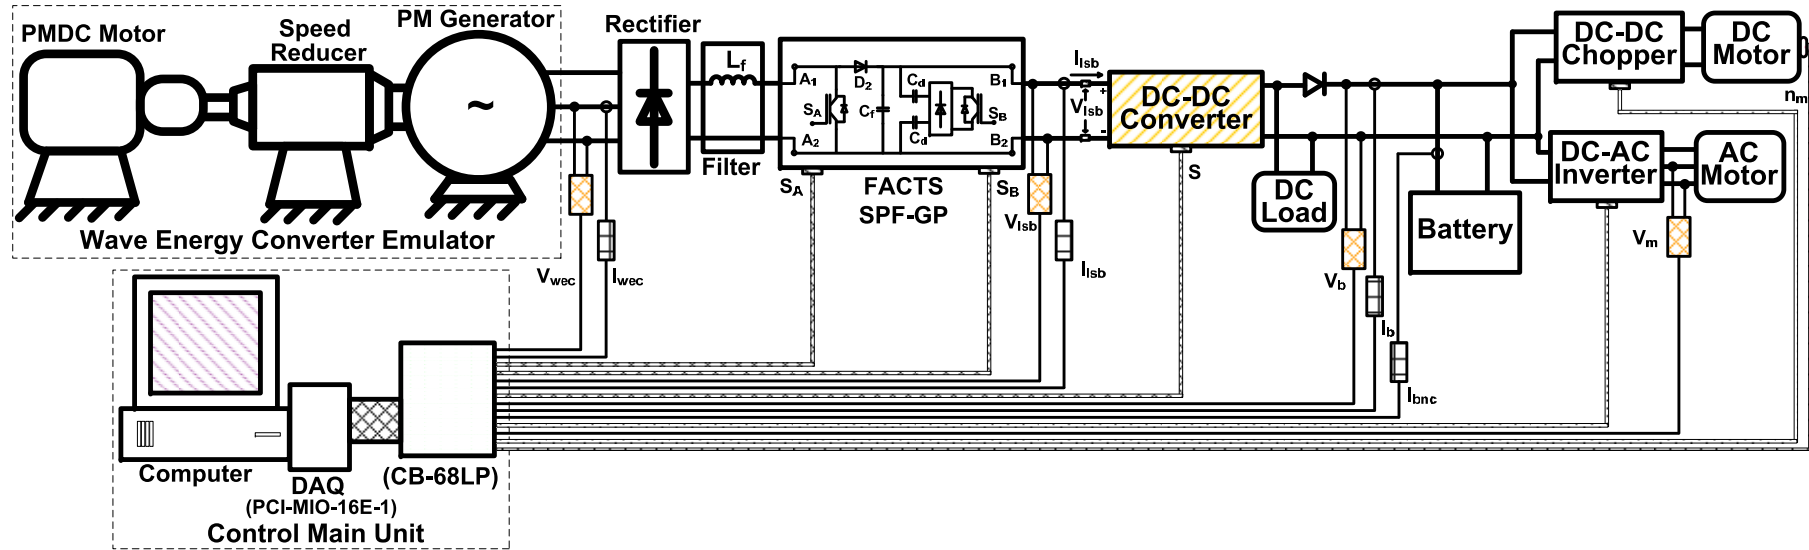 PMDC Motor
Speed
Reducer
PM Generator
~
Wave Energy Converter Emulator
Rectifier
Lf
Filter
A1
A2
SA
D2
Cf
Cd
Cd
SB
B1
B2
SA
FACTS
SPF-GP
SB
Ilsb
+
Vlsb
-
DC-DC
Converter
S
DC
Load
Battery
DC-DC
Chopper
DC
Motor
nm
DC-AC
Inverter
AC
Motor
Vwec
Iwec
Vlsb
Ilsb
Vb
Ib
Ibnc
Vm
Computer
DAQ
(PCI-MIO-16E-1)
(CB-68LP)
Control Main Unit